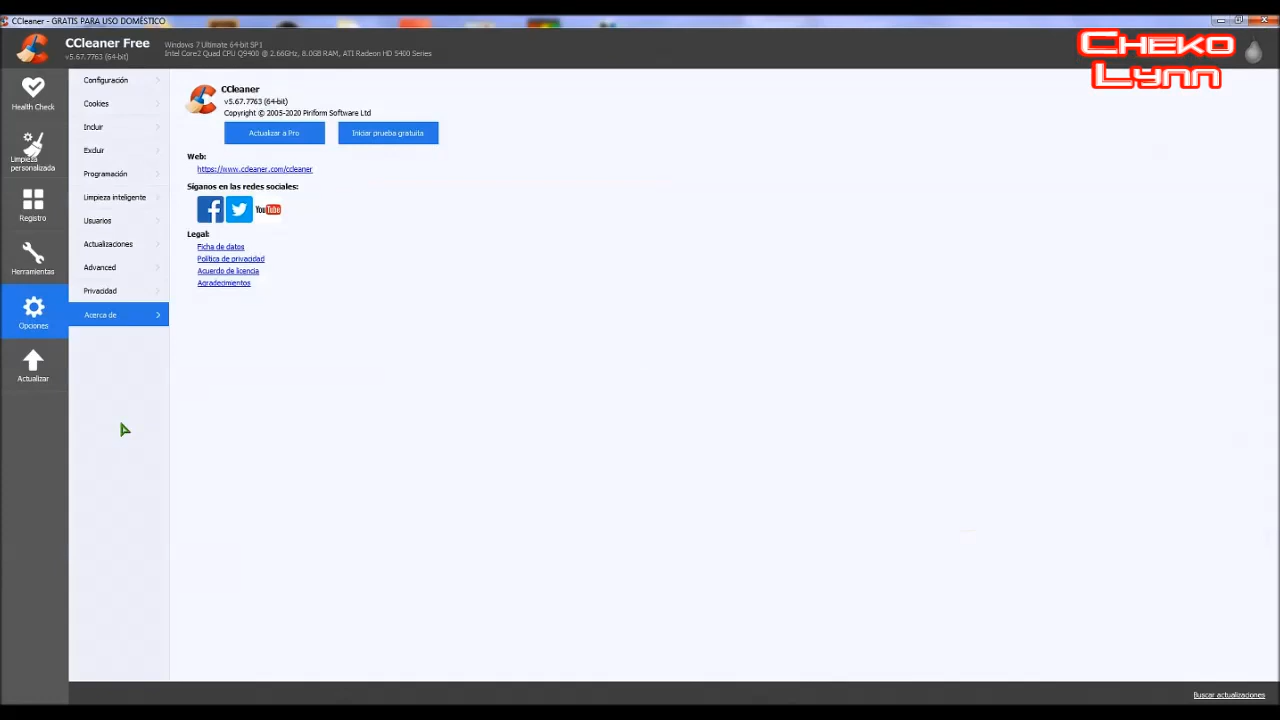 CCleaner - GRATIS PARA USO DOMÉSTICO
CCleaner Free
v5.67.7763 (64-bit)
Windows 7 Ultimate 64-bit SP1
Intel Core2 Quad CPU Q9400 @ 2.66GHz, 8.0GB RAM, ATI Radeon HD 5400 Series
CHEKO
LYNN
Health Check
Limpieza
personalizada
Registro
Herramientas
Opciones
Actualizar
Configuración
Cookies
Incluir
Excluir
Programación
Limpieza inteligente
Usuarios
Actualizaciones
Advanced
Privacidad
Acerca de
CCleaner
v5.67.7763 (64-bit)
Copyright © 2005-2020 Piriform Software Ltd
Actualizar a Pro
Iniciar prueba gratuita
Web:
https://www.ccleaner.com/ccleaner
Síganos en las redes sociales:
YouTube
Legal:
Ficha de datos
Política de privacidad
Acuerdo de licencia
Agradecimientos
Buscar actualizaciones